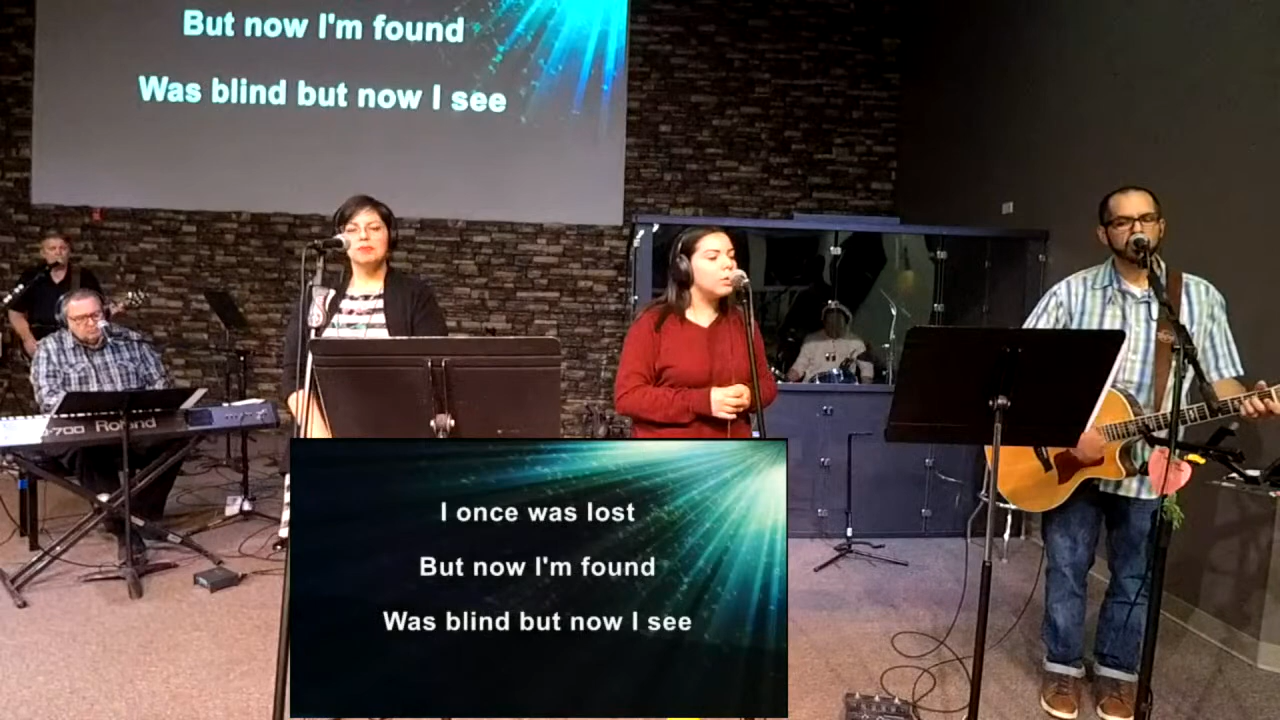 But now I'm found
Was blind but now I see
-700 Roland
I once was lost
But now I'm found
Was blind but now I see